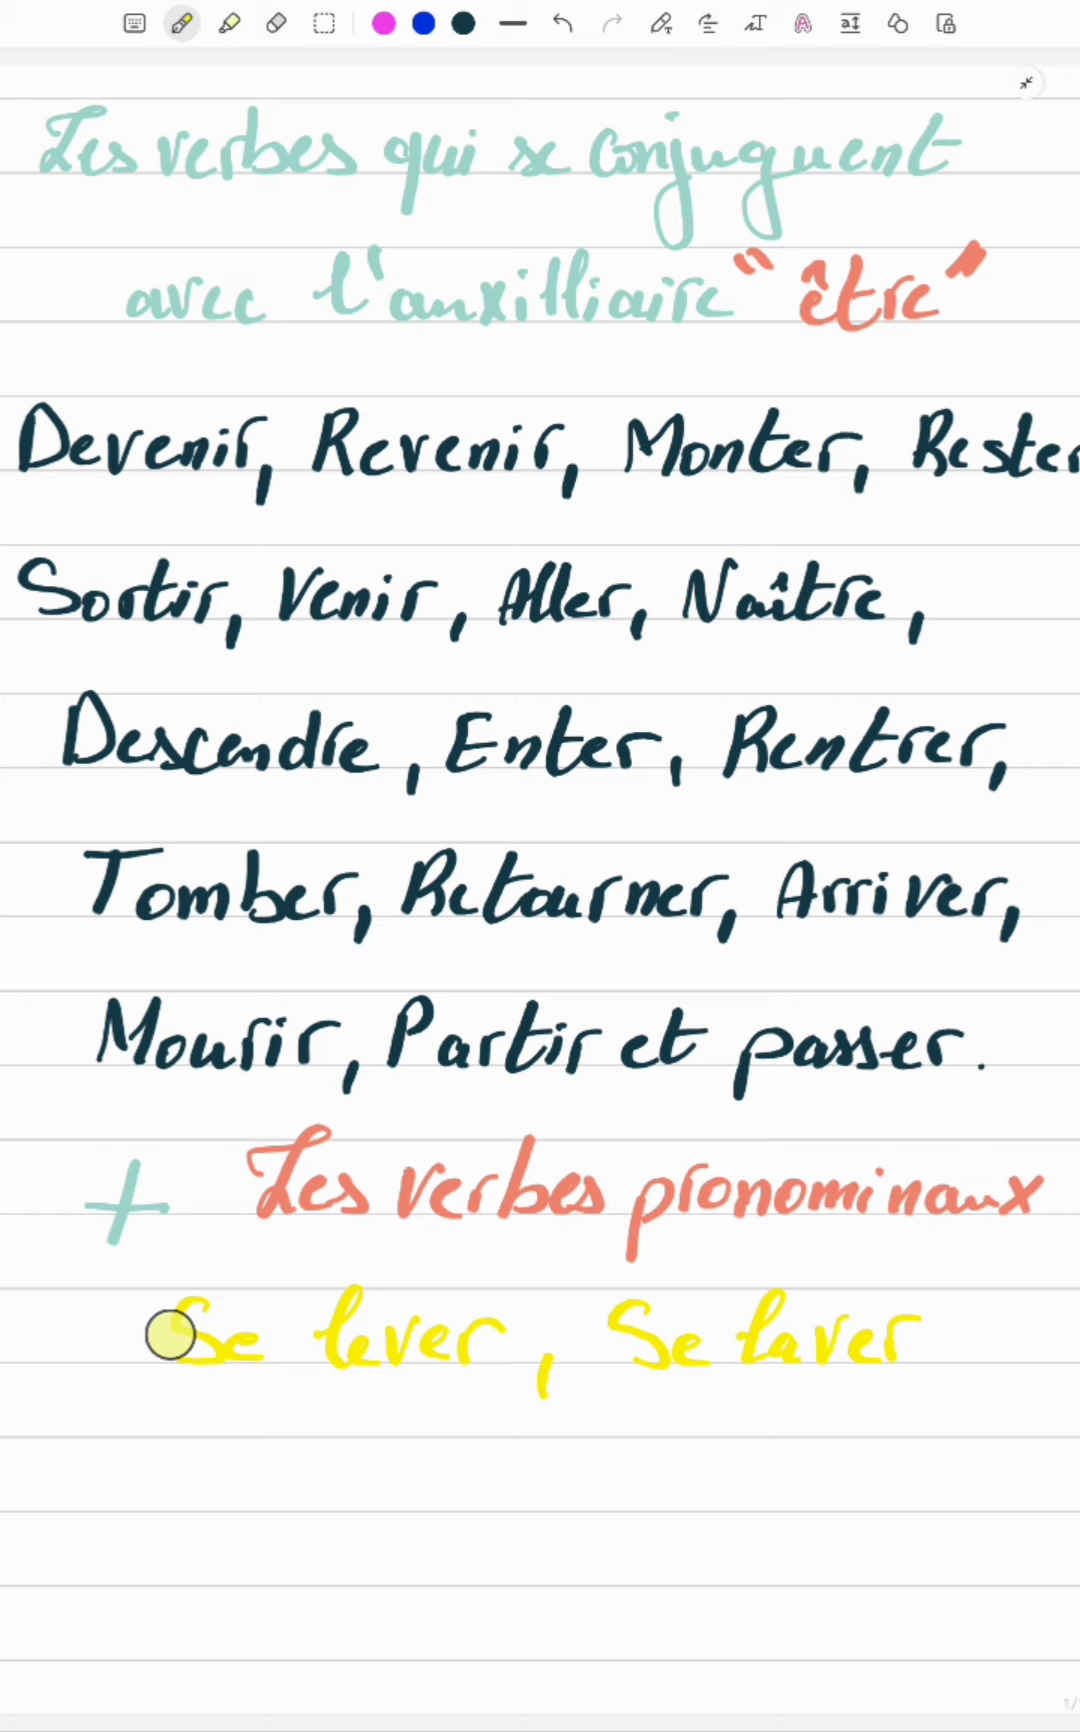 Les verbes qui se conjuguent
avec l'auxilliaire "être"
Devenir, Revenir, Monter, Rester
Sortir, Venir, Aller, Naître,
Descendre, Enter, Rentrer,
Tomber, Retourner, Arriver,
Mourir, Partir et passer.
+ Les verbes pronominaux
Se lever, Se laver
1/